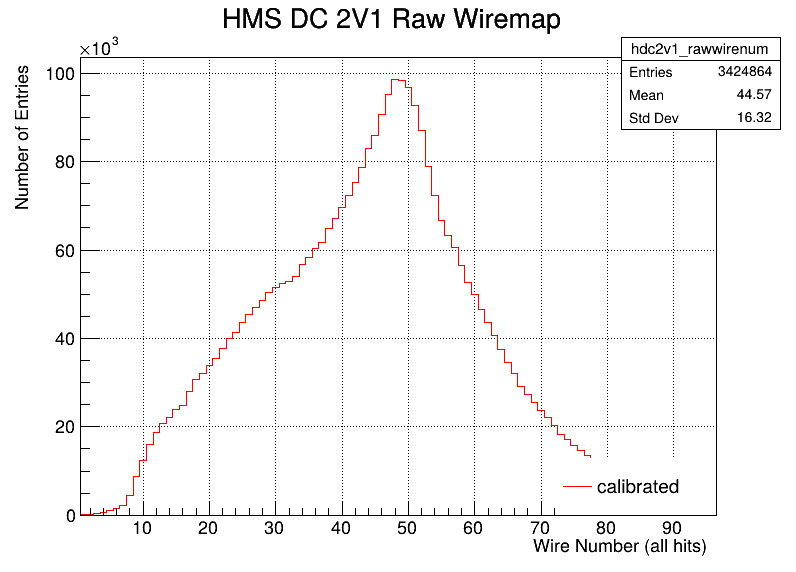 HMS DC 2V1 Raw Wiremap
×10³
hdc2v1_rawwirenum
Entries 3424864
Mean 44.57
Std Dev 16.32
Number of Entries
100
80
60
40
20
0
calibrated
10 20 30 40 50 60 70 80 90
Wire Number (all hits)